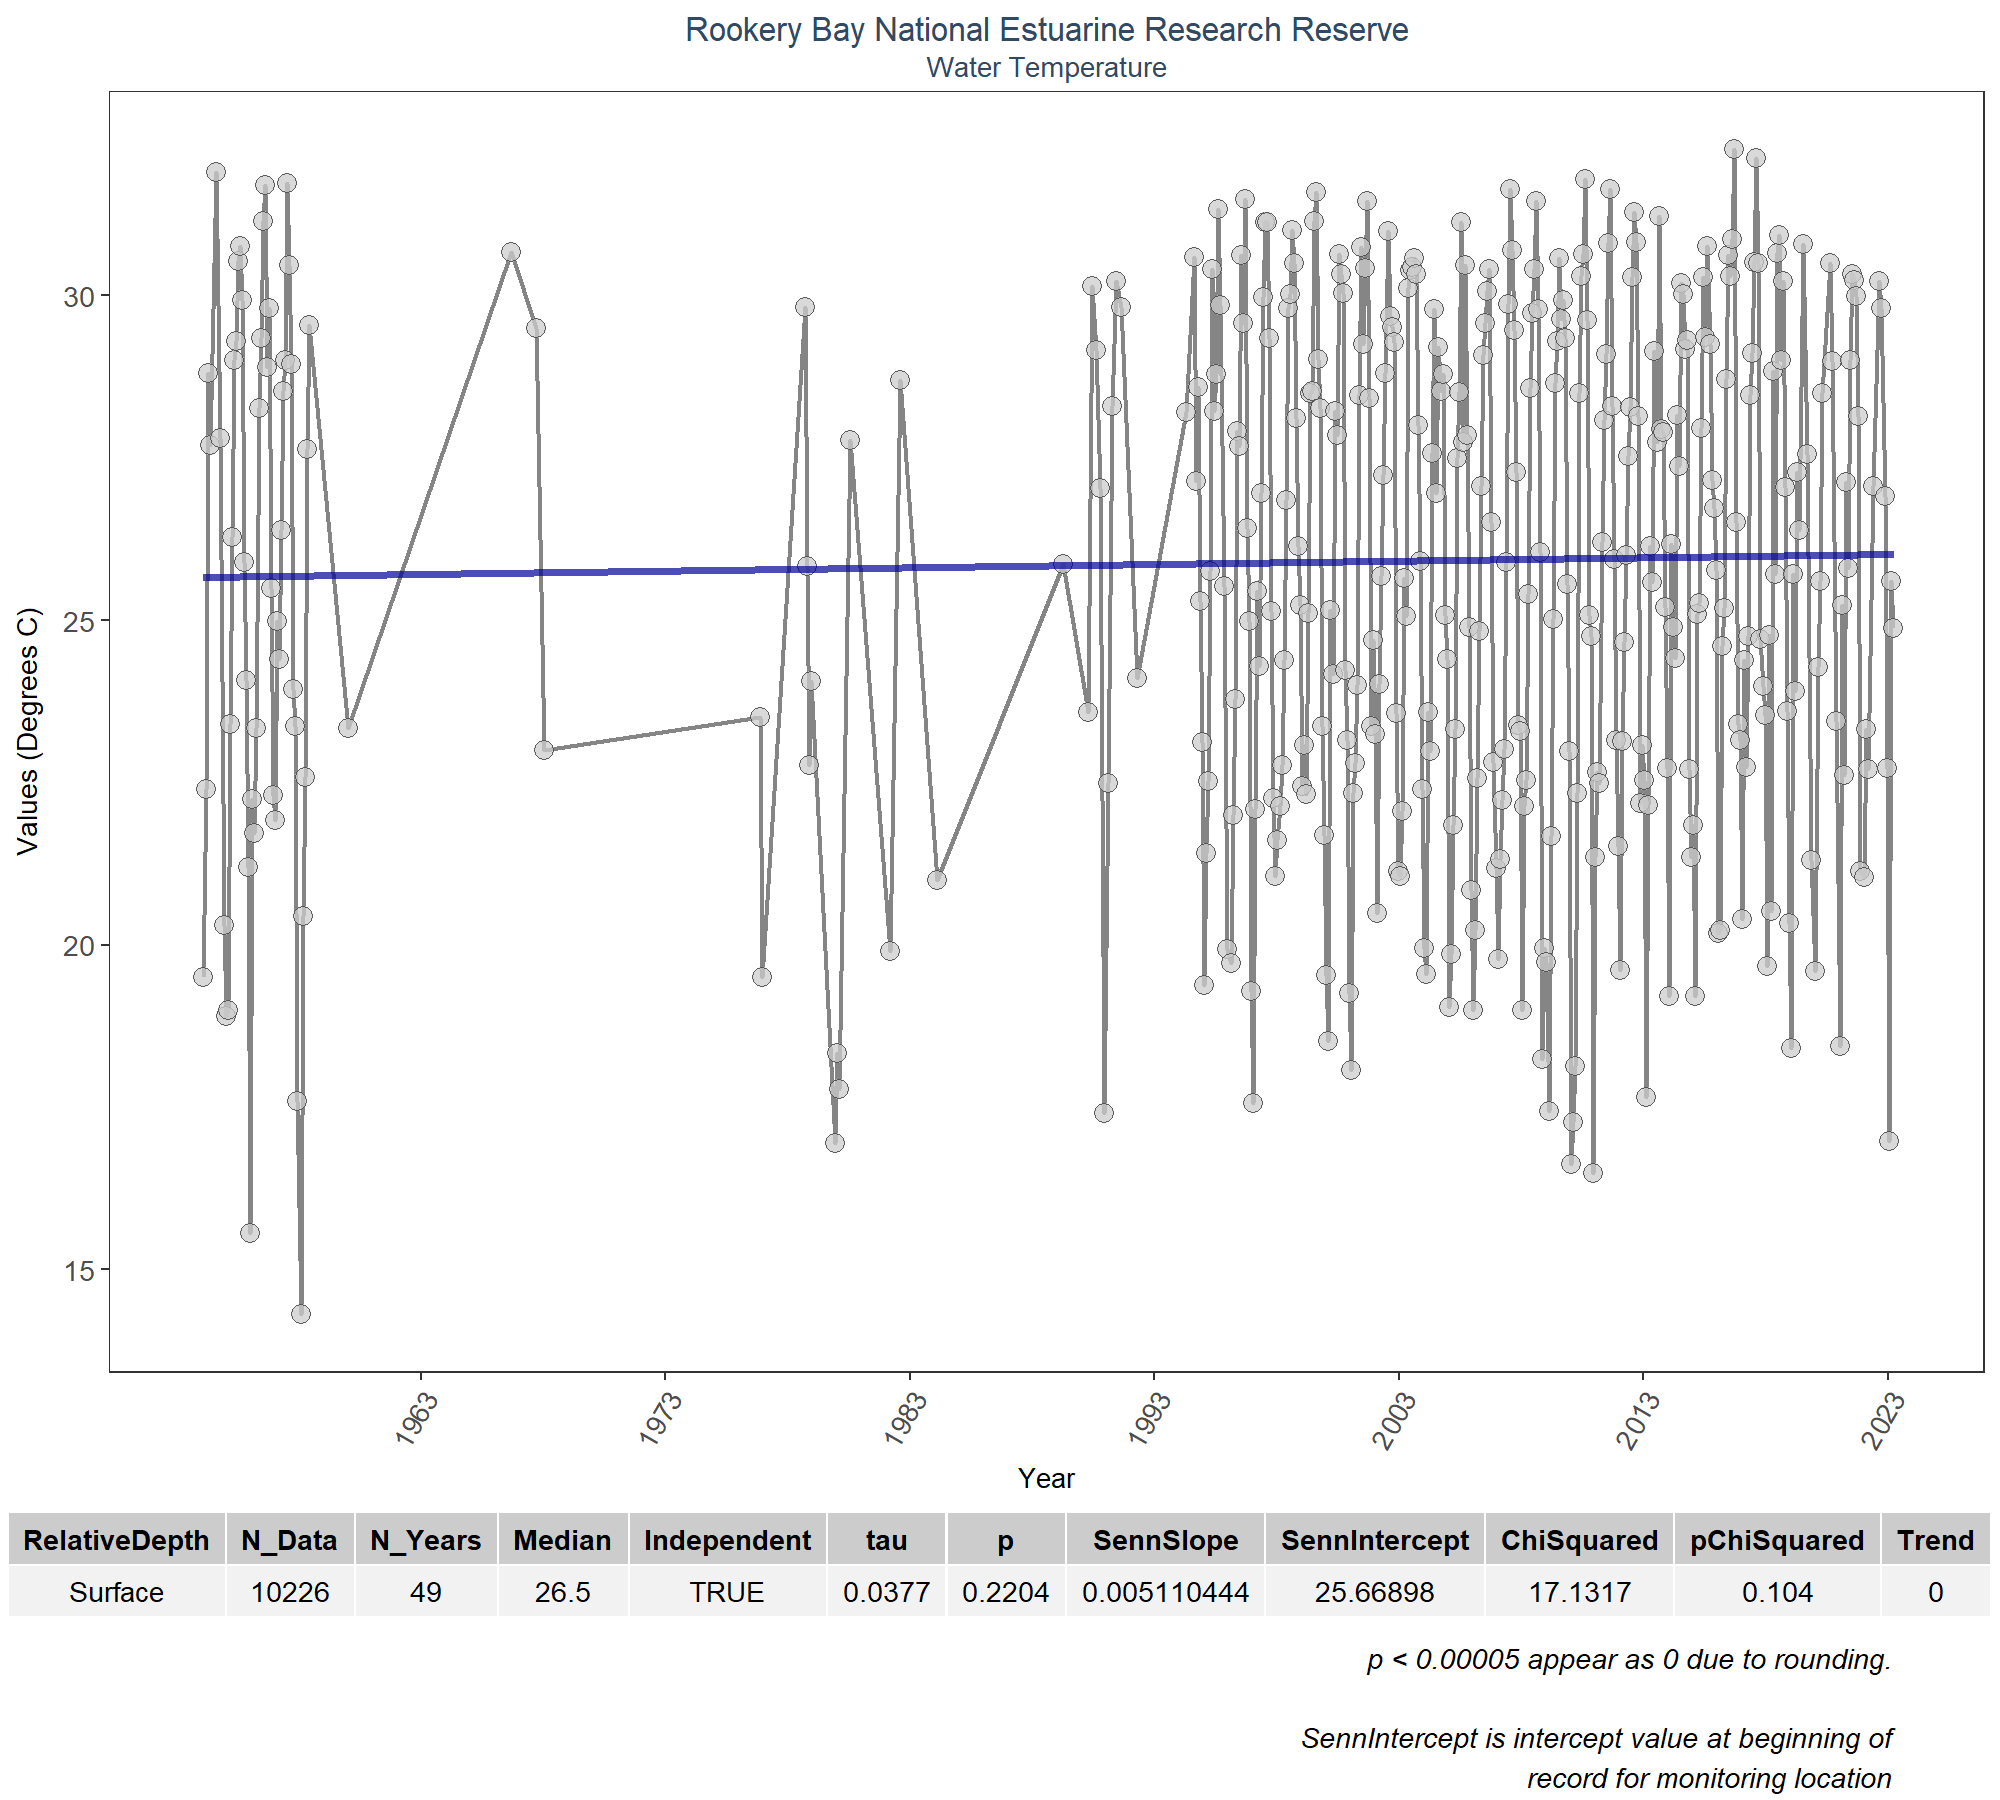 Rookery Bay National Estuarine Research Reserve
Water Temperature
Values (Degrees C)
30
25
20
15
1963
1973
1983
1993
2003
2013
2023
Year
RelativeDepth N_Data N_Years Median Independent tau p SennSlope SennIntercept ChiSquared pChiSquared Trend
Surface 10226 49 26.5 TRUE 0.0377 0.2204 0.005110444 25.66898 17.1317 0.104 0
p < 0.00005 appear as 0 due to rounding.
SennIntercept is intercept value at beginning of
record for monitoring location